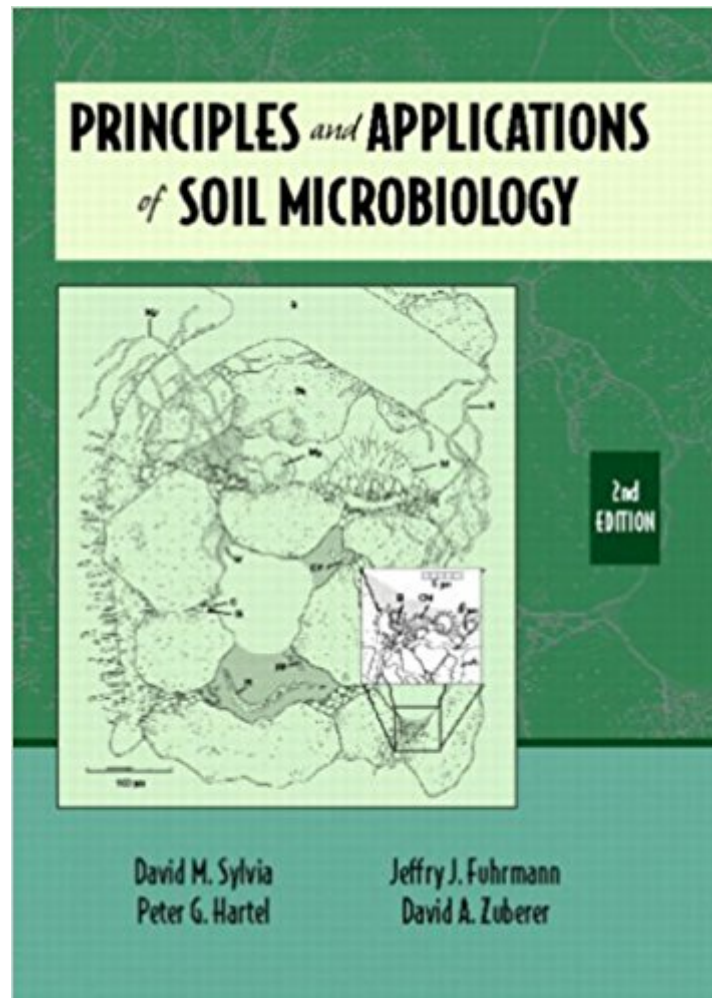 PRINCIPLES and APPLICATIONS
of SOIL MICROBIOLOGY
2nd
EDITION
David M. Sylvia
Peter G. Hartel
Jeffry J. Fuhrmann
David A. Zuberer